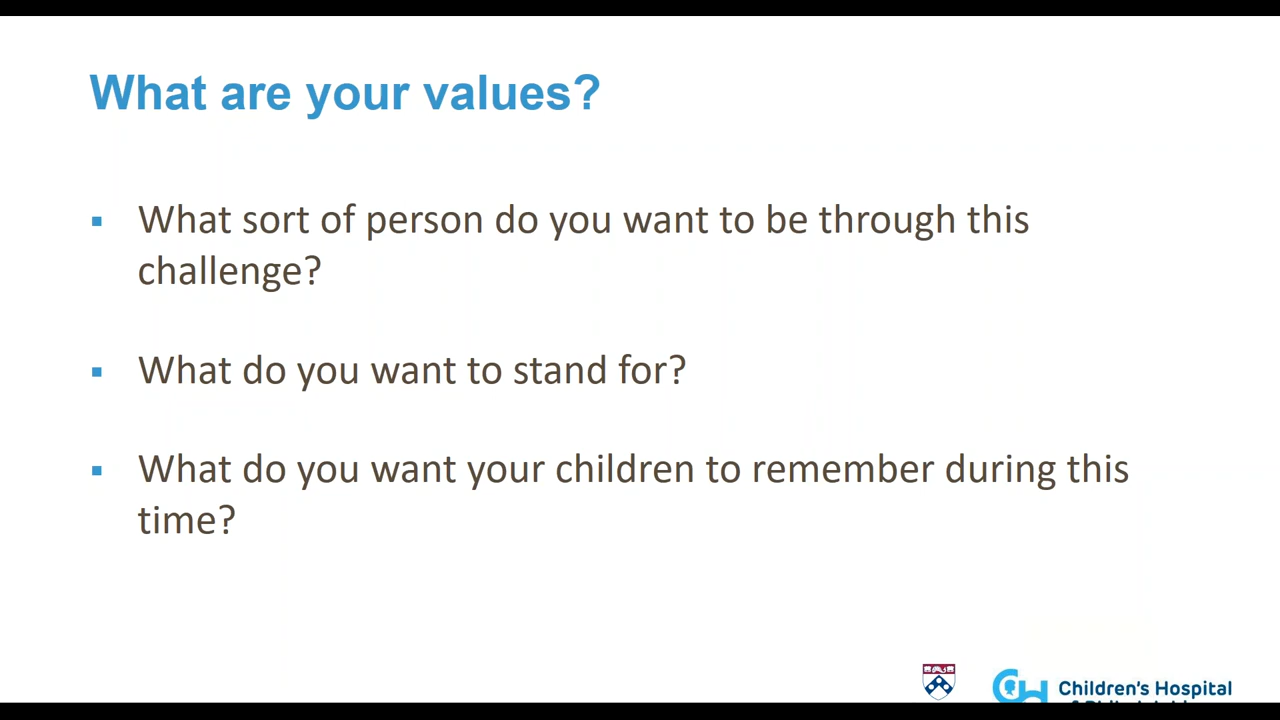 What are your values?
▪ What sort of person do you want to be through this
challenge?
▪ What do you want to stand for?
▪ What do you want your children to remember during this
time?
Children's Hospital